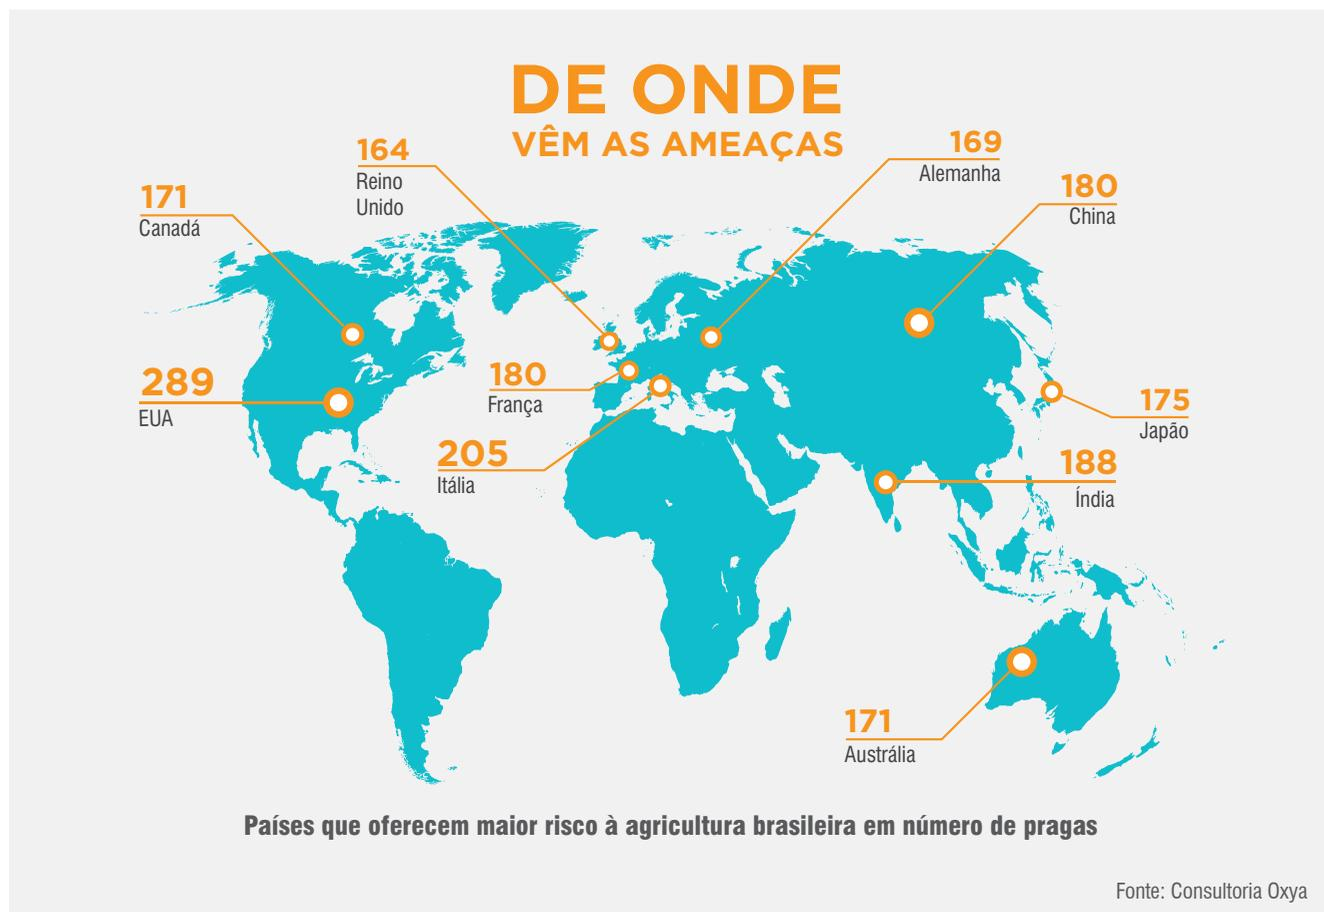 DE ONDE
VÊM AS AMEAÇAS
164
Reino
Unido
169
Alemanha
171
Canadá
180
China
289
EUA
180
França
175
Japão
205
Itália
188
Índia
171
Austrália
Países que oferecem maior risco à agricultura brasileira em número de pragas
Fonte: Consultoria Oxya